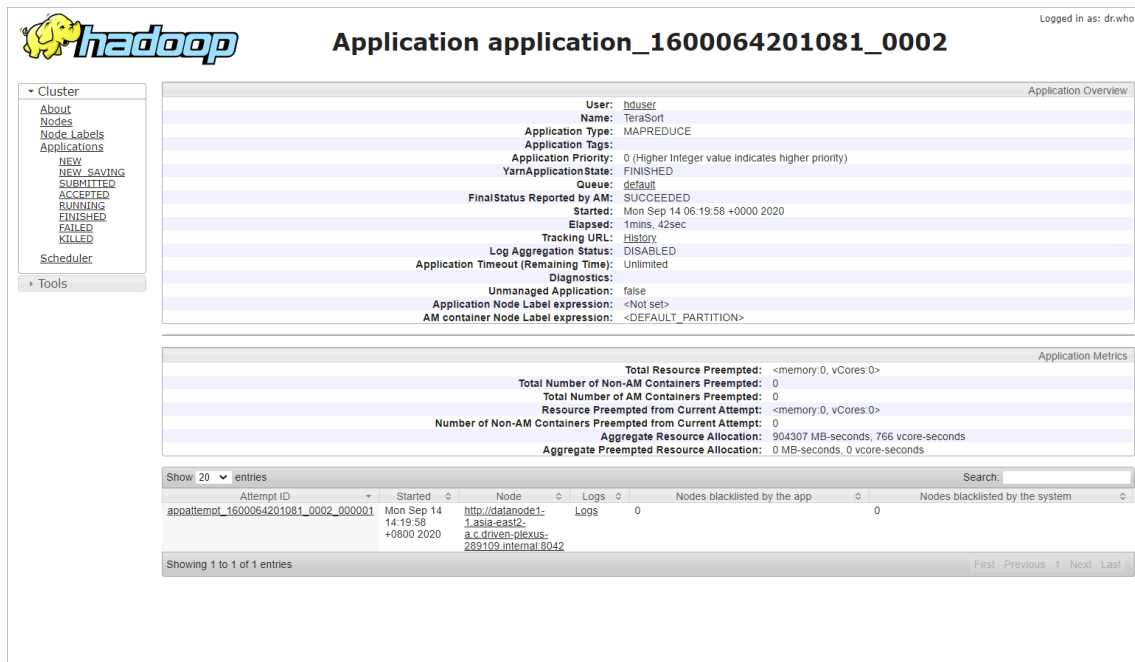 Logged in as: dr.who
hadoop
Application application_1600064201081_0002
Cluster
About
Nodes
Node Labels
Applications
NEW
NEW_SAVING
SUBMITTED
ACCEPTED
RUNNING
FINISHED
FAILED
KILLED
Scheduler
Tools
Application Overview
User: hduser
Name: TeraSort
Application Type: MAPREDUCE
Application Tags:
Application Priority: 0 (Higher Integer value indicates higher priority)
YarnApplicationState: FINISHED
Queue: default
FinalStatus Reported by AM: SUCCEEDED
Started: Mon Sep 14 06:19:58 +0000 2020
Elapsed: 1mins, 42sec
Tracking URL: History
Log Aggregation Status: DISABLED
Application Timeout (Remaining Time): Unlimited
Diagnostics:
Unmanaged Application: false
Application Node Label expression: <Not set>
AM container Node Label expression: <DEFAULT_PARTITION>
Application Metrics
Total Resource Preempted: <memory:0, vCores:0>
Total Number of Non-AM Containers Preempted: 0
Total Number of AM Containers Preempted: 0
Resource Preempted from Current Attempt: <memory:0, vCores:0>
Number of Non-AM Containers Preempted from Current Attempt: 0
Aggregate Resource Allocation: 904307 MB-seconds, 766 vcore-seconds
Aggregate Preempted Resource Allocation: 0 MB-seconds, 0 vcore-seconds
Show 20 entries Search:
Attempt ID Started Node Logs Nodes blacklisted by the app Nodes blacklisted by the system
appattempt_1600064201081_0002_000001 Mon Sep 14 http://datanode1- Logs 0 0
14:19:58 1.asia-east2-
+0800 2020 a.c.driven-plexus-
289109.internal:8042
Showing 1 to 1 of 1 entries First Previous 1 Next Last